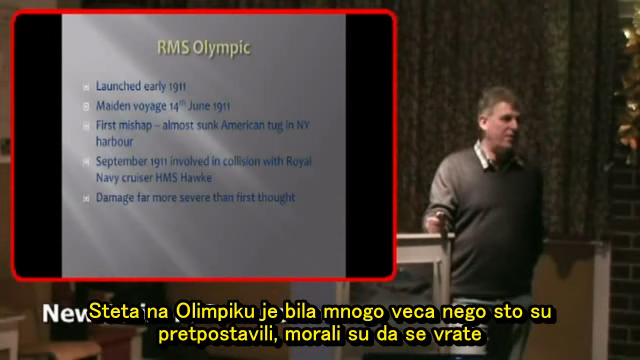 RMS Olympic
Launched early 1911
Maiden voyage 14th June 1911
First mishap – almost sunk American tug in NY
harbour
September 1911 involved in collision with Royal
Navy cruiser HMS Hawke
Damage far more severe than first thought
New
Steta na Olimpiku je bila mnogo veca nego sto su
pretpostavili, morali su da se vrate